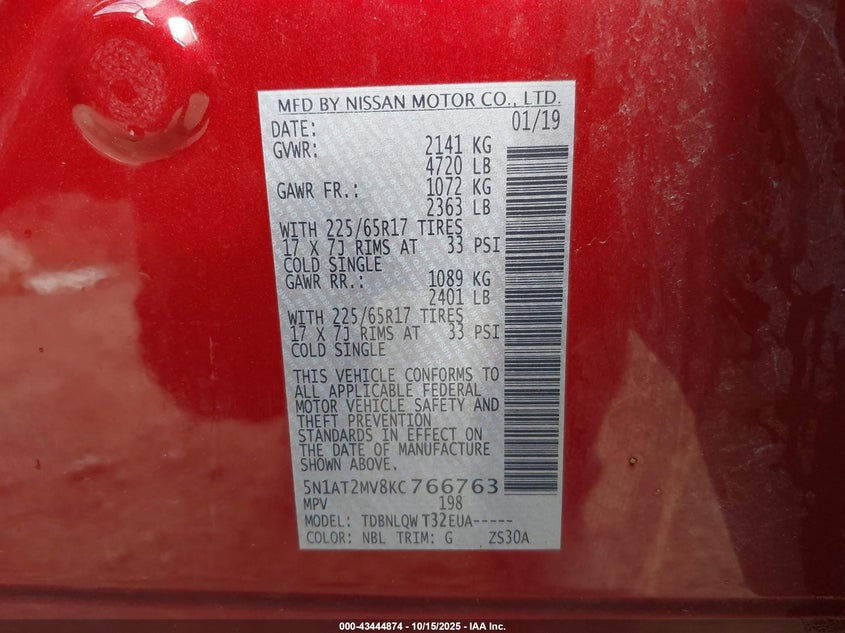 MFD BY NISSAN MOTOR CO., LTD.
DATE: 01/19
GVWR: 2141 KG
4720 LB
GAWR FR.: 1072 KG
2363 LB
WITH 225/65R17 TIRES
17 X 7J RIMS AT 33 PSI
COLD SINGLE
GAWR RR.: 1089 KG
2401 LB
WITH 225/65R17 TIRES
17 X 7J RIMS AT 33 PSI
COLD SINGLE
THIS VEHICLE CONFORMS TO
ALL APPLICABLE FEDERAL
MOTOR VEHICLE SAFETY AND
THEFT PREVENTION
STANDARDS IN EFFECT ON
THE DATE OF MANUFACTURE
SHOWN ABOVE.
5N1AT2MV8KC766763
MPV 198
MODEL: TDBNLQW T32EUA-----
COLOR: NBL TRIM: G ZS30A
000-43444874 - 10/15/2025 - IAA Inc.